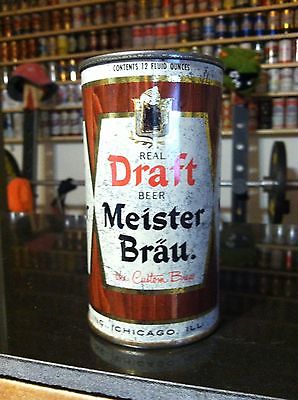 CONTENTS 12 FLUID OUNCES
REAL
Draft
BEER
Meister
Bräu.
the Custom Brew
CHICAGO, ILL